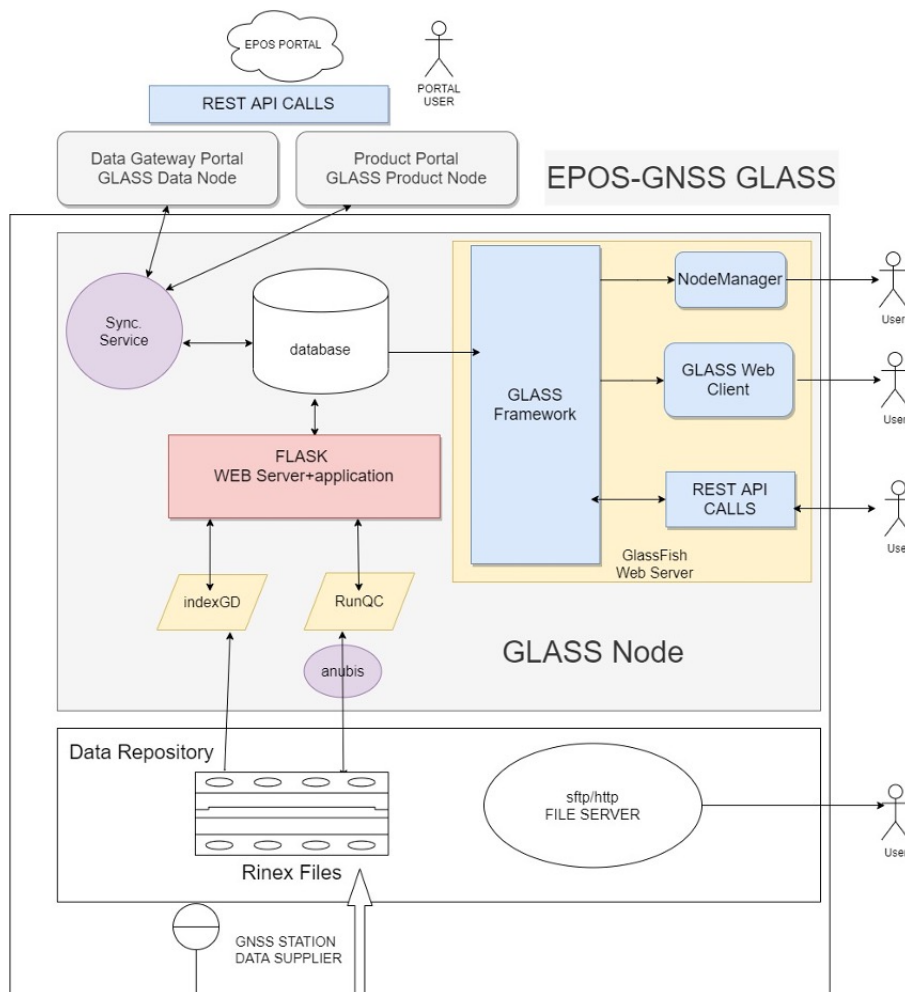 EPOS PORTAL
PORTAL
USER
REST API CALLS
Data Gateway Portal
GLASS Data Node
Product Portal
GLASS Product Node
EPOS-GNSS GLASS
Sync.
Service
database
GLASS
Framework
NodeManager
User
GLASS Web
Client
User
REST API
CALLS
User
GlassFish
Web Server
FLASK
WEB Server+application
indexGD
RunQC
anubis
GLASS Node
Data Repository
Rinex Files
sftp/http
FILE SERVER
User
GNSS STATION
DATA SUPPLIER